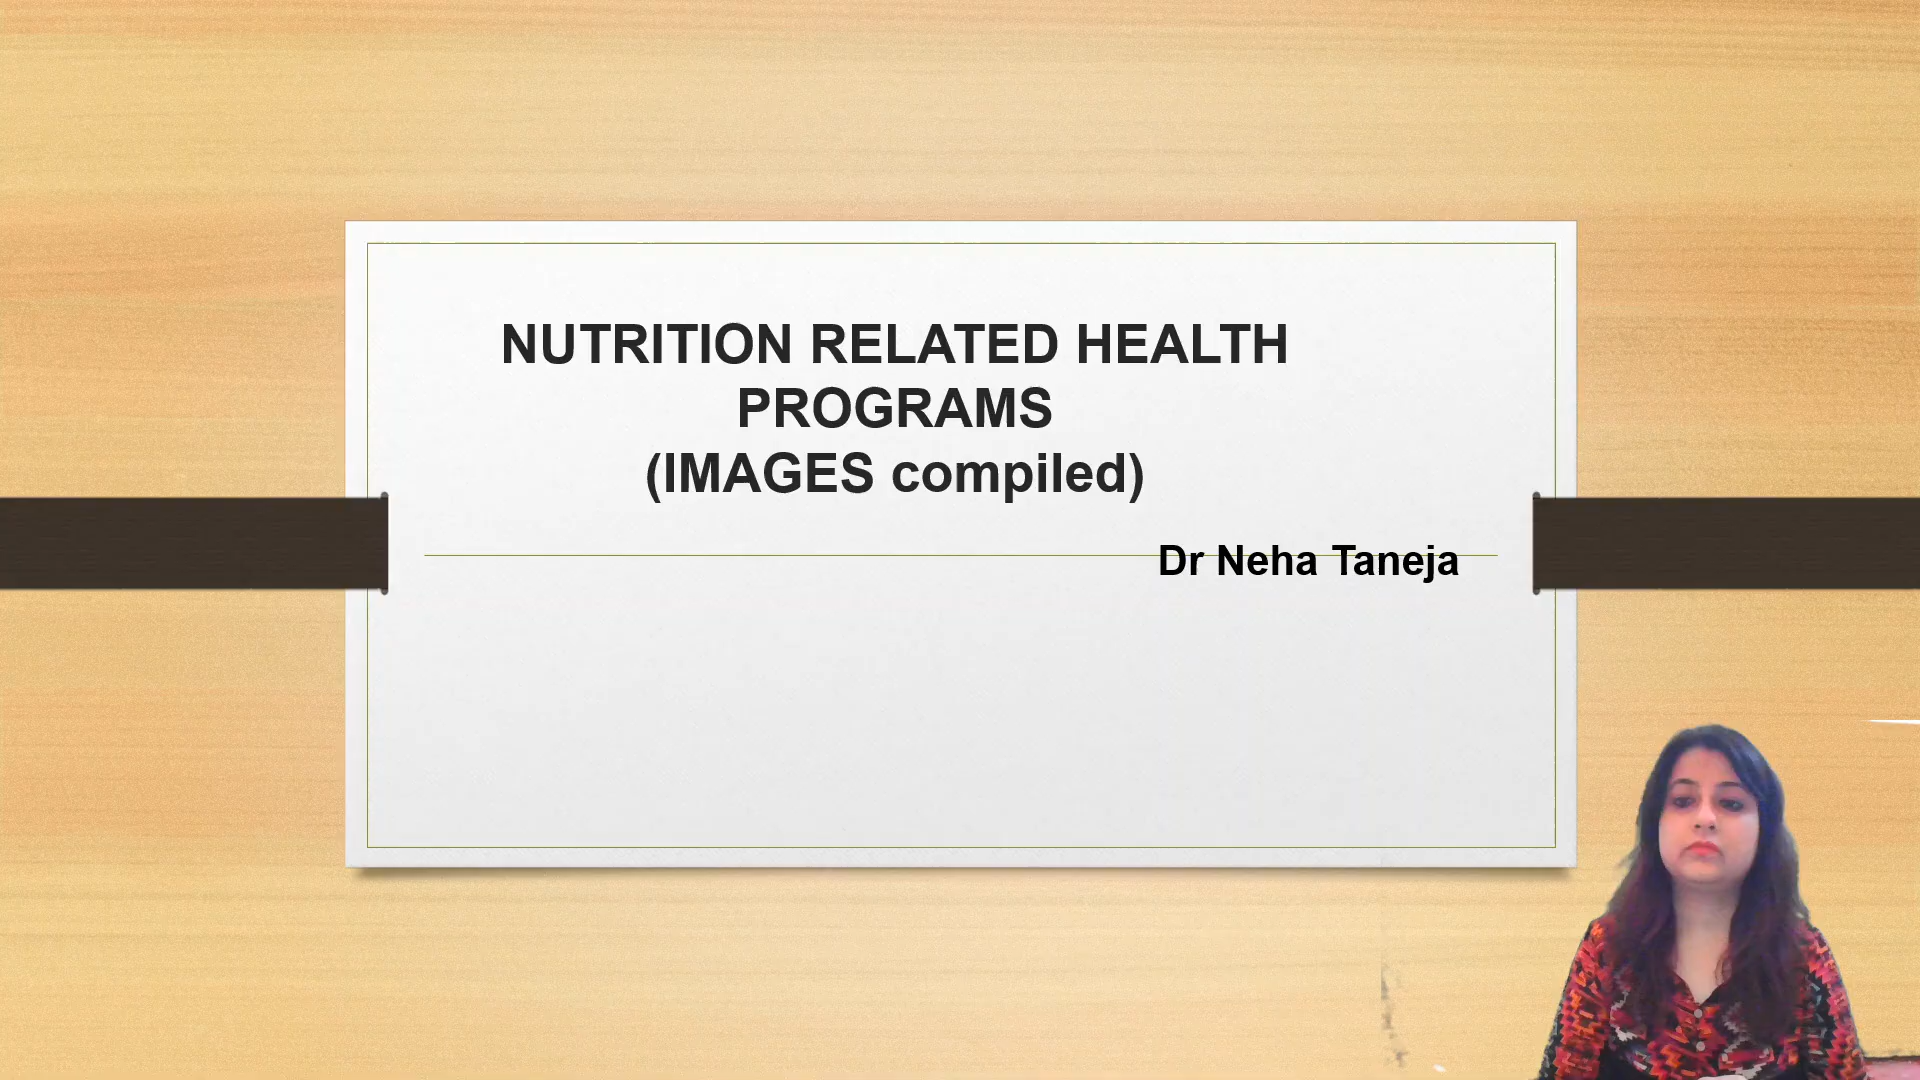 NUTRITION RELATED HEALTH
PROGRAMS
(IMAGES compiled)
Dr Neha Taneja